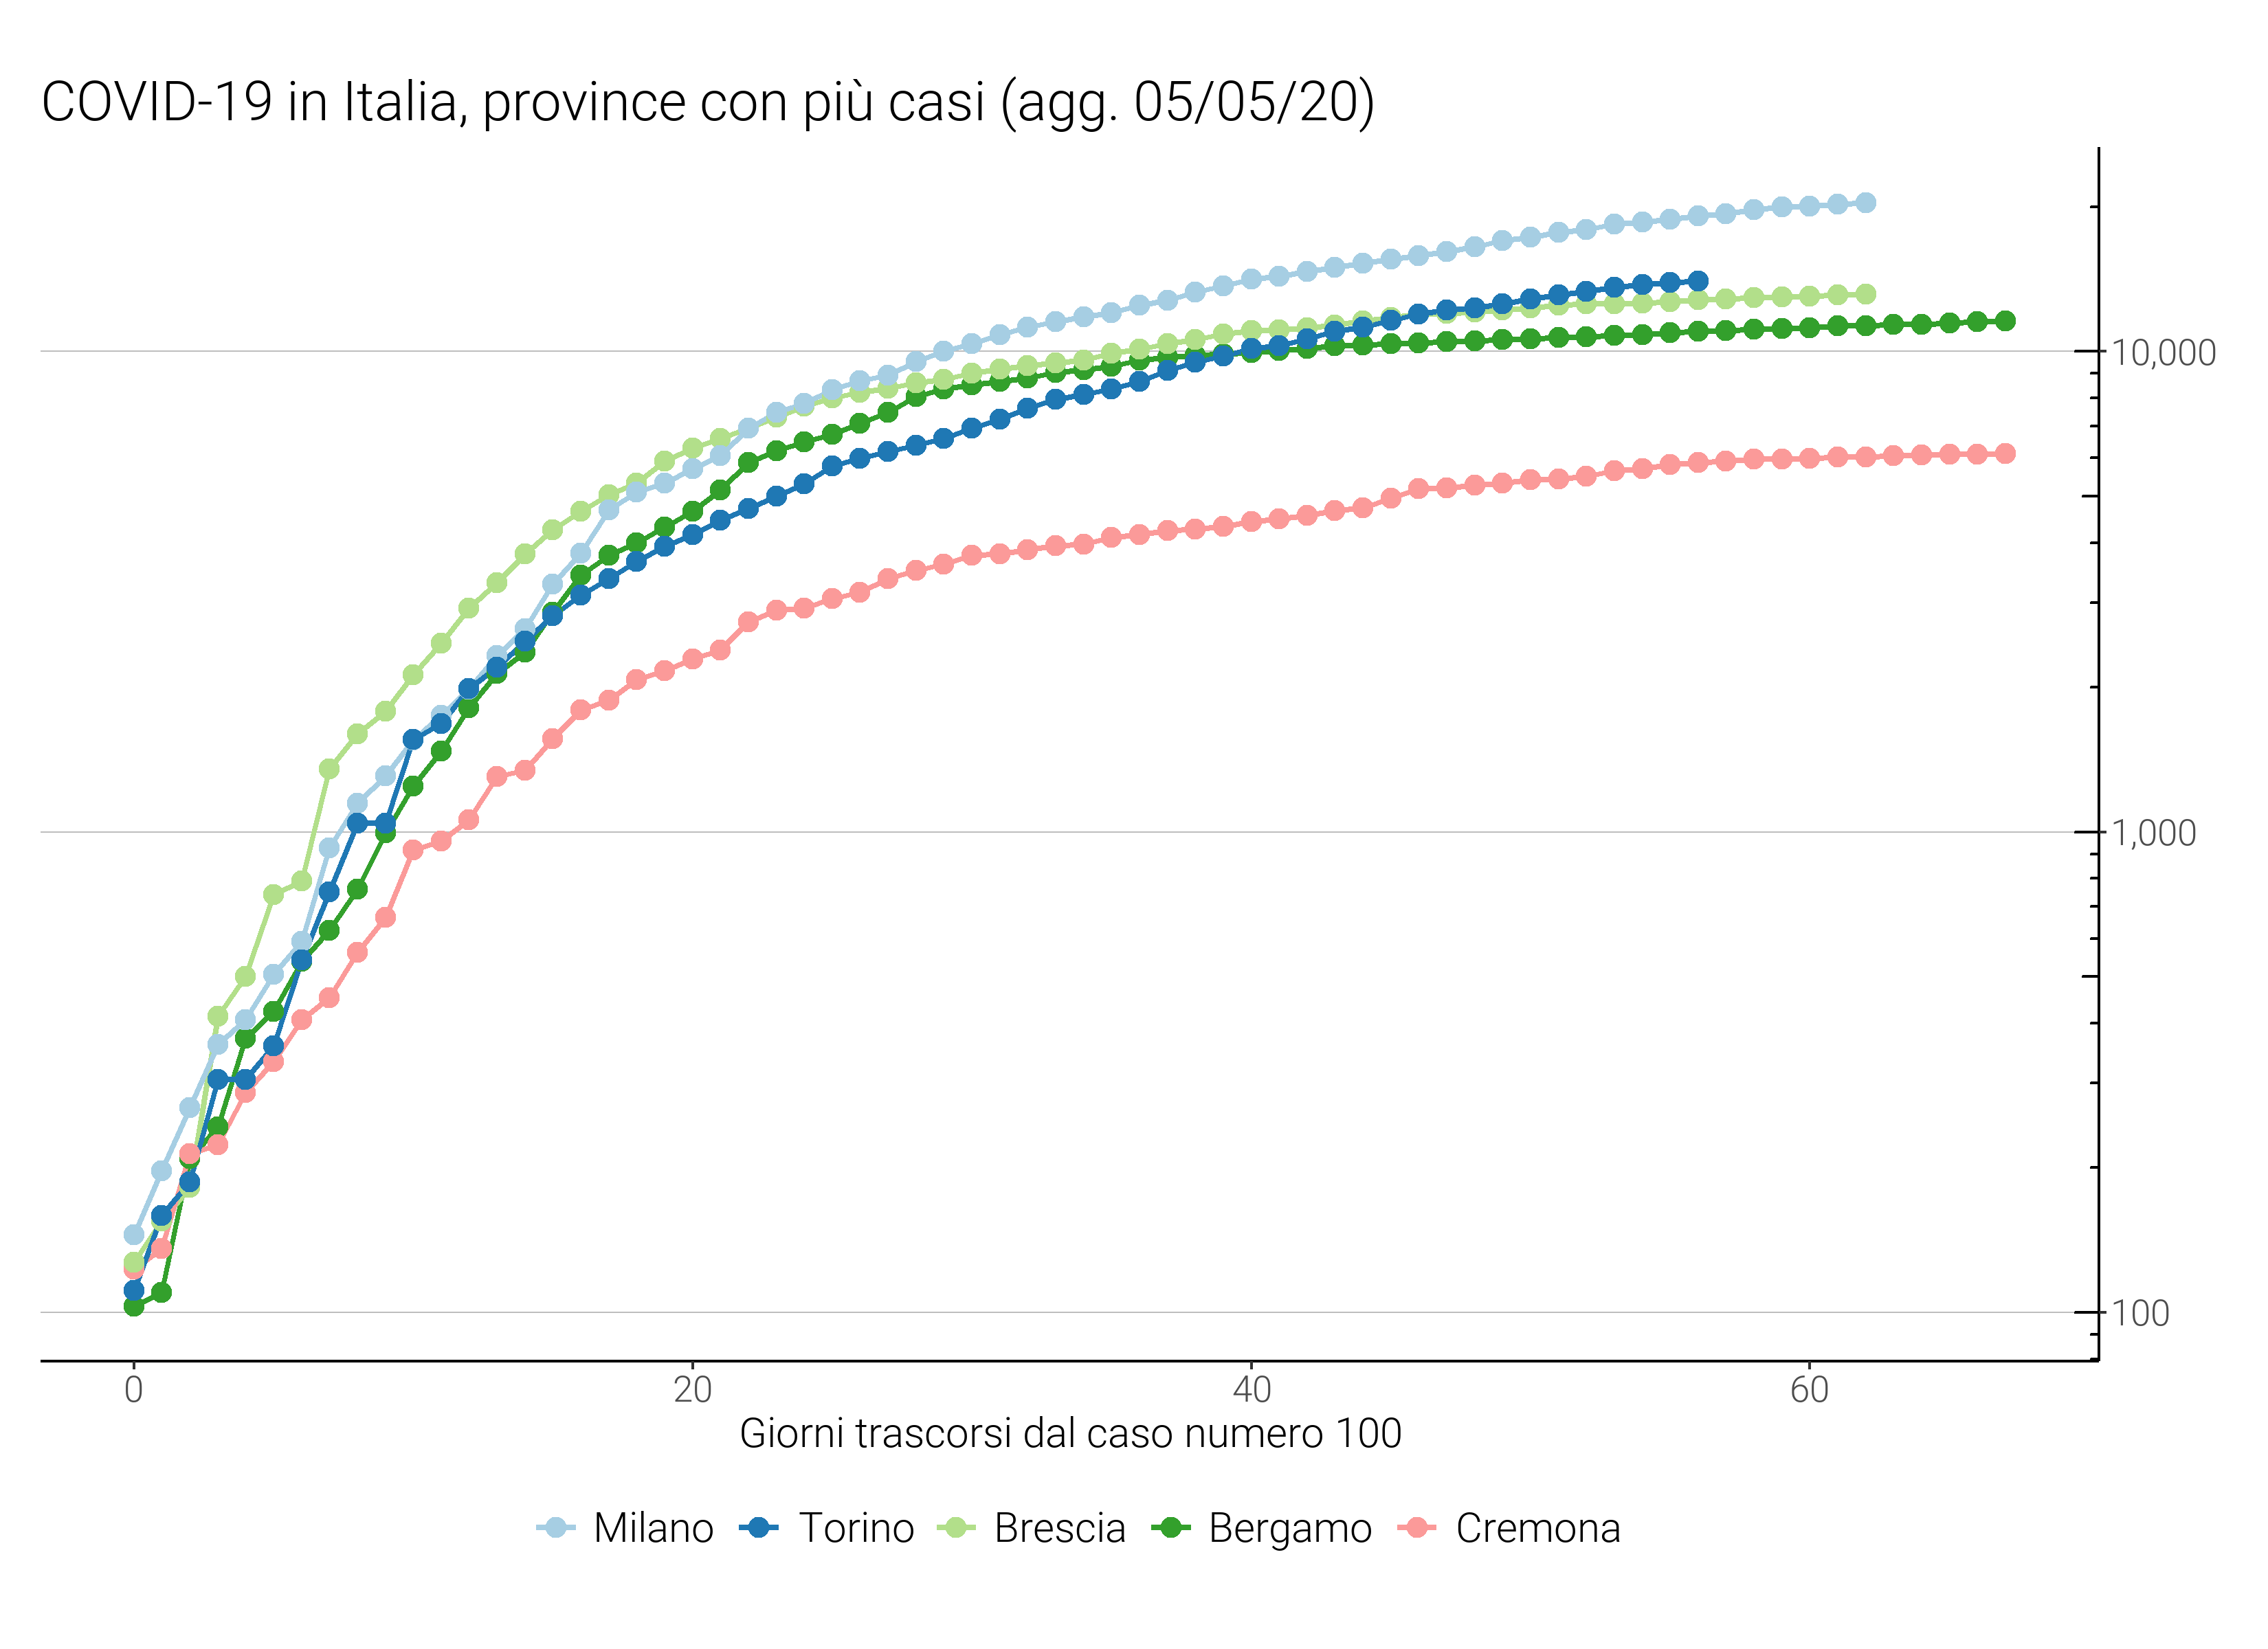 COVID-19 in Italia, province con più casi (agg. 05/05/20)
10,000
1,000
100
0 20 40 60
Giorni trascorsi dal caso numero 100
Milano Torino Brescia Bergamo Cremona